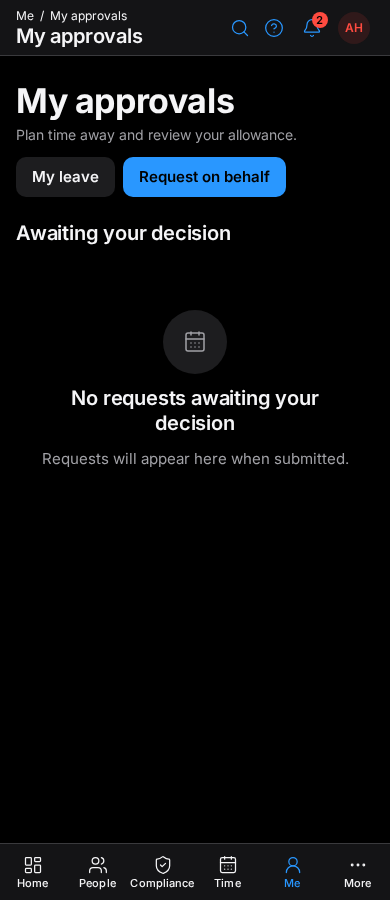 Me / My approvals
My approvals
2
AH
My approvals
Plan time away and review your allowance.
My leave
Request on behalf
Awaiting your decision
No requests awaiting your
decision
Requests will appear here when submitted.
Home
People
Compliance
Time
Me
More